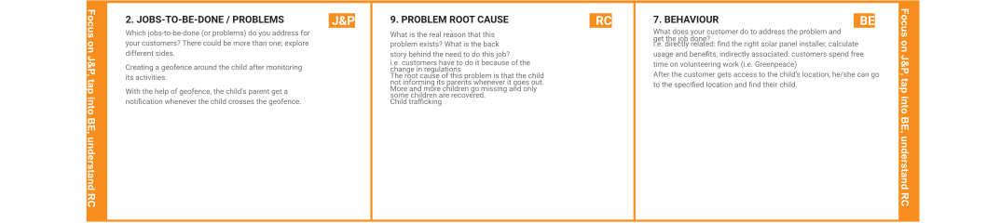 Focus on J&P, tap into BE, understand RC
2. JOBS-TO-BE-DONE / PROBLEMS
J&P
Which jobs-to-be-done (or problems) do you address for
your customers? There could be more than one; explore
different sides.
Creating a geofence around the child after monitoring
its activities.
With the help of geofence, the child's parent get a
notification whenever the child crosses the geofence.
9. PROBLEM ROOT CAUSE
RC
What is the real reason that this
problem exists? What is the back
story behind the need to do this job?
i.e. customers have to do it because of the
change in regulations
The root cause of this problem is that the child
not informing its parents whenever it goes out.
More and more children go missing and only
some children are recovered.
Child trafficking
7. BEHAVIOUR
BE
What does your customer do to address the problem and
get the job done?
i.e. directly related: find the right solar panel installer, calculate
usage and benefits; indirectly associated: customers spend free
time on volunteering work (i.e. Greenpeace)
After the customer gets access to the child's location, he/she can go
to the specified location and find their child.
Focus on J&P, tap into BE, understand RC